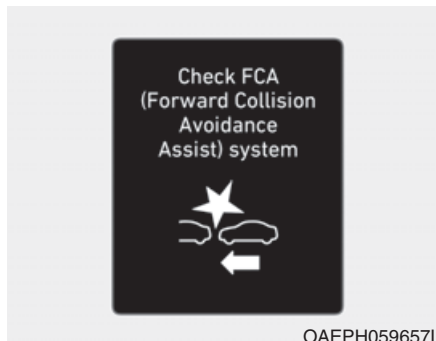 Check FCA
(Forward Collision
Avoidance
Assist) system
OAEPH059657L